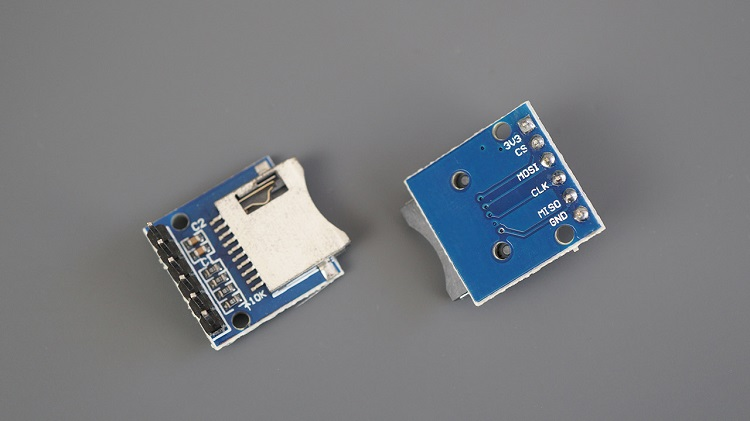 C2
10K
3V3
CS
MOSI
CLK
MISO
GND